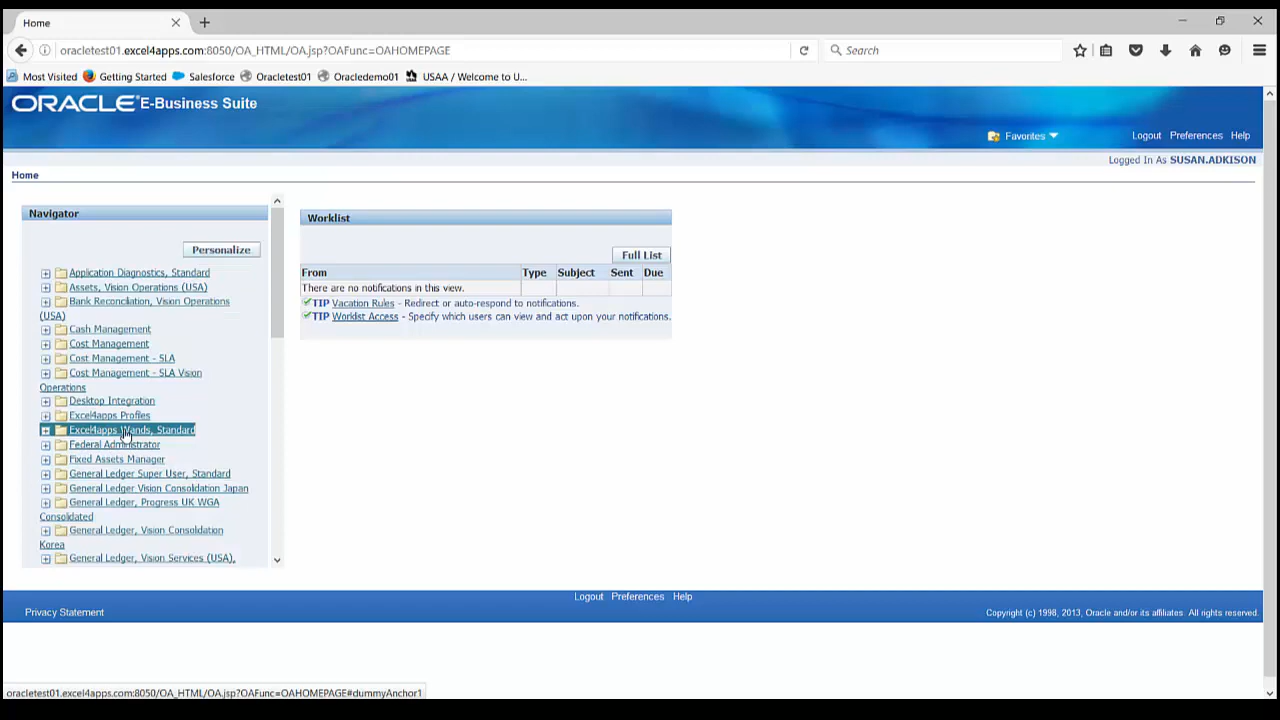 Home
oracletest01.excel4apps.com:8050/OA_HTML/OA.jsp?OAFunc=OAHOMEPAGE
Search
Most Visited Getting Started Salesforce Oracletest01 Oracledemo01 USAA / Welcome to U...
ORACLE® E-Business Suite
Favorites Logout Preferences Help
Logged In As SUSAN.ADKISON
Home
Navigator
Personalize
Application Diagnostics, Standard
Assets, Vision Operations (USA)
Bank Reconciliation, Vision Operations
(USA)
Cash Management
Cost Management
Cost Management - SLA
Cost Management - SLA Vision
Operations
Desktop Integration
Excel4apps Profiles
Excel4apps Wands, Standard
Federal Administrator
Fixed Assets Manager
General Ledger Super User, Standard
General Ledger Vision Consolidation Japan
General Ledger, Progress UK WGA
Consolidated
General Ledger, Vision Consolidation
Korea
General Ledger, Vision Services (USA),
Worklist
Full List
From Type Subject Sent Due
There are no notifications in this view.
TIP Vacation Rules - Redirect or auto-respond to notifications.
TIP Worklist Access - Specify which users can view and act upon your notifications.
Logout Preferences Help
Privacy Statement
Copyright (c) 1998, 2013, Oracle and/or its affiliates. All rights reserved.
oracletest01.excel4apps.com:8050/OA_HTML/OA.jsp?OAFunc=OAHOMEPAGE#dummyAnchor1